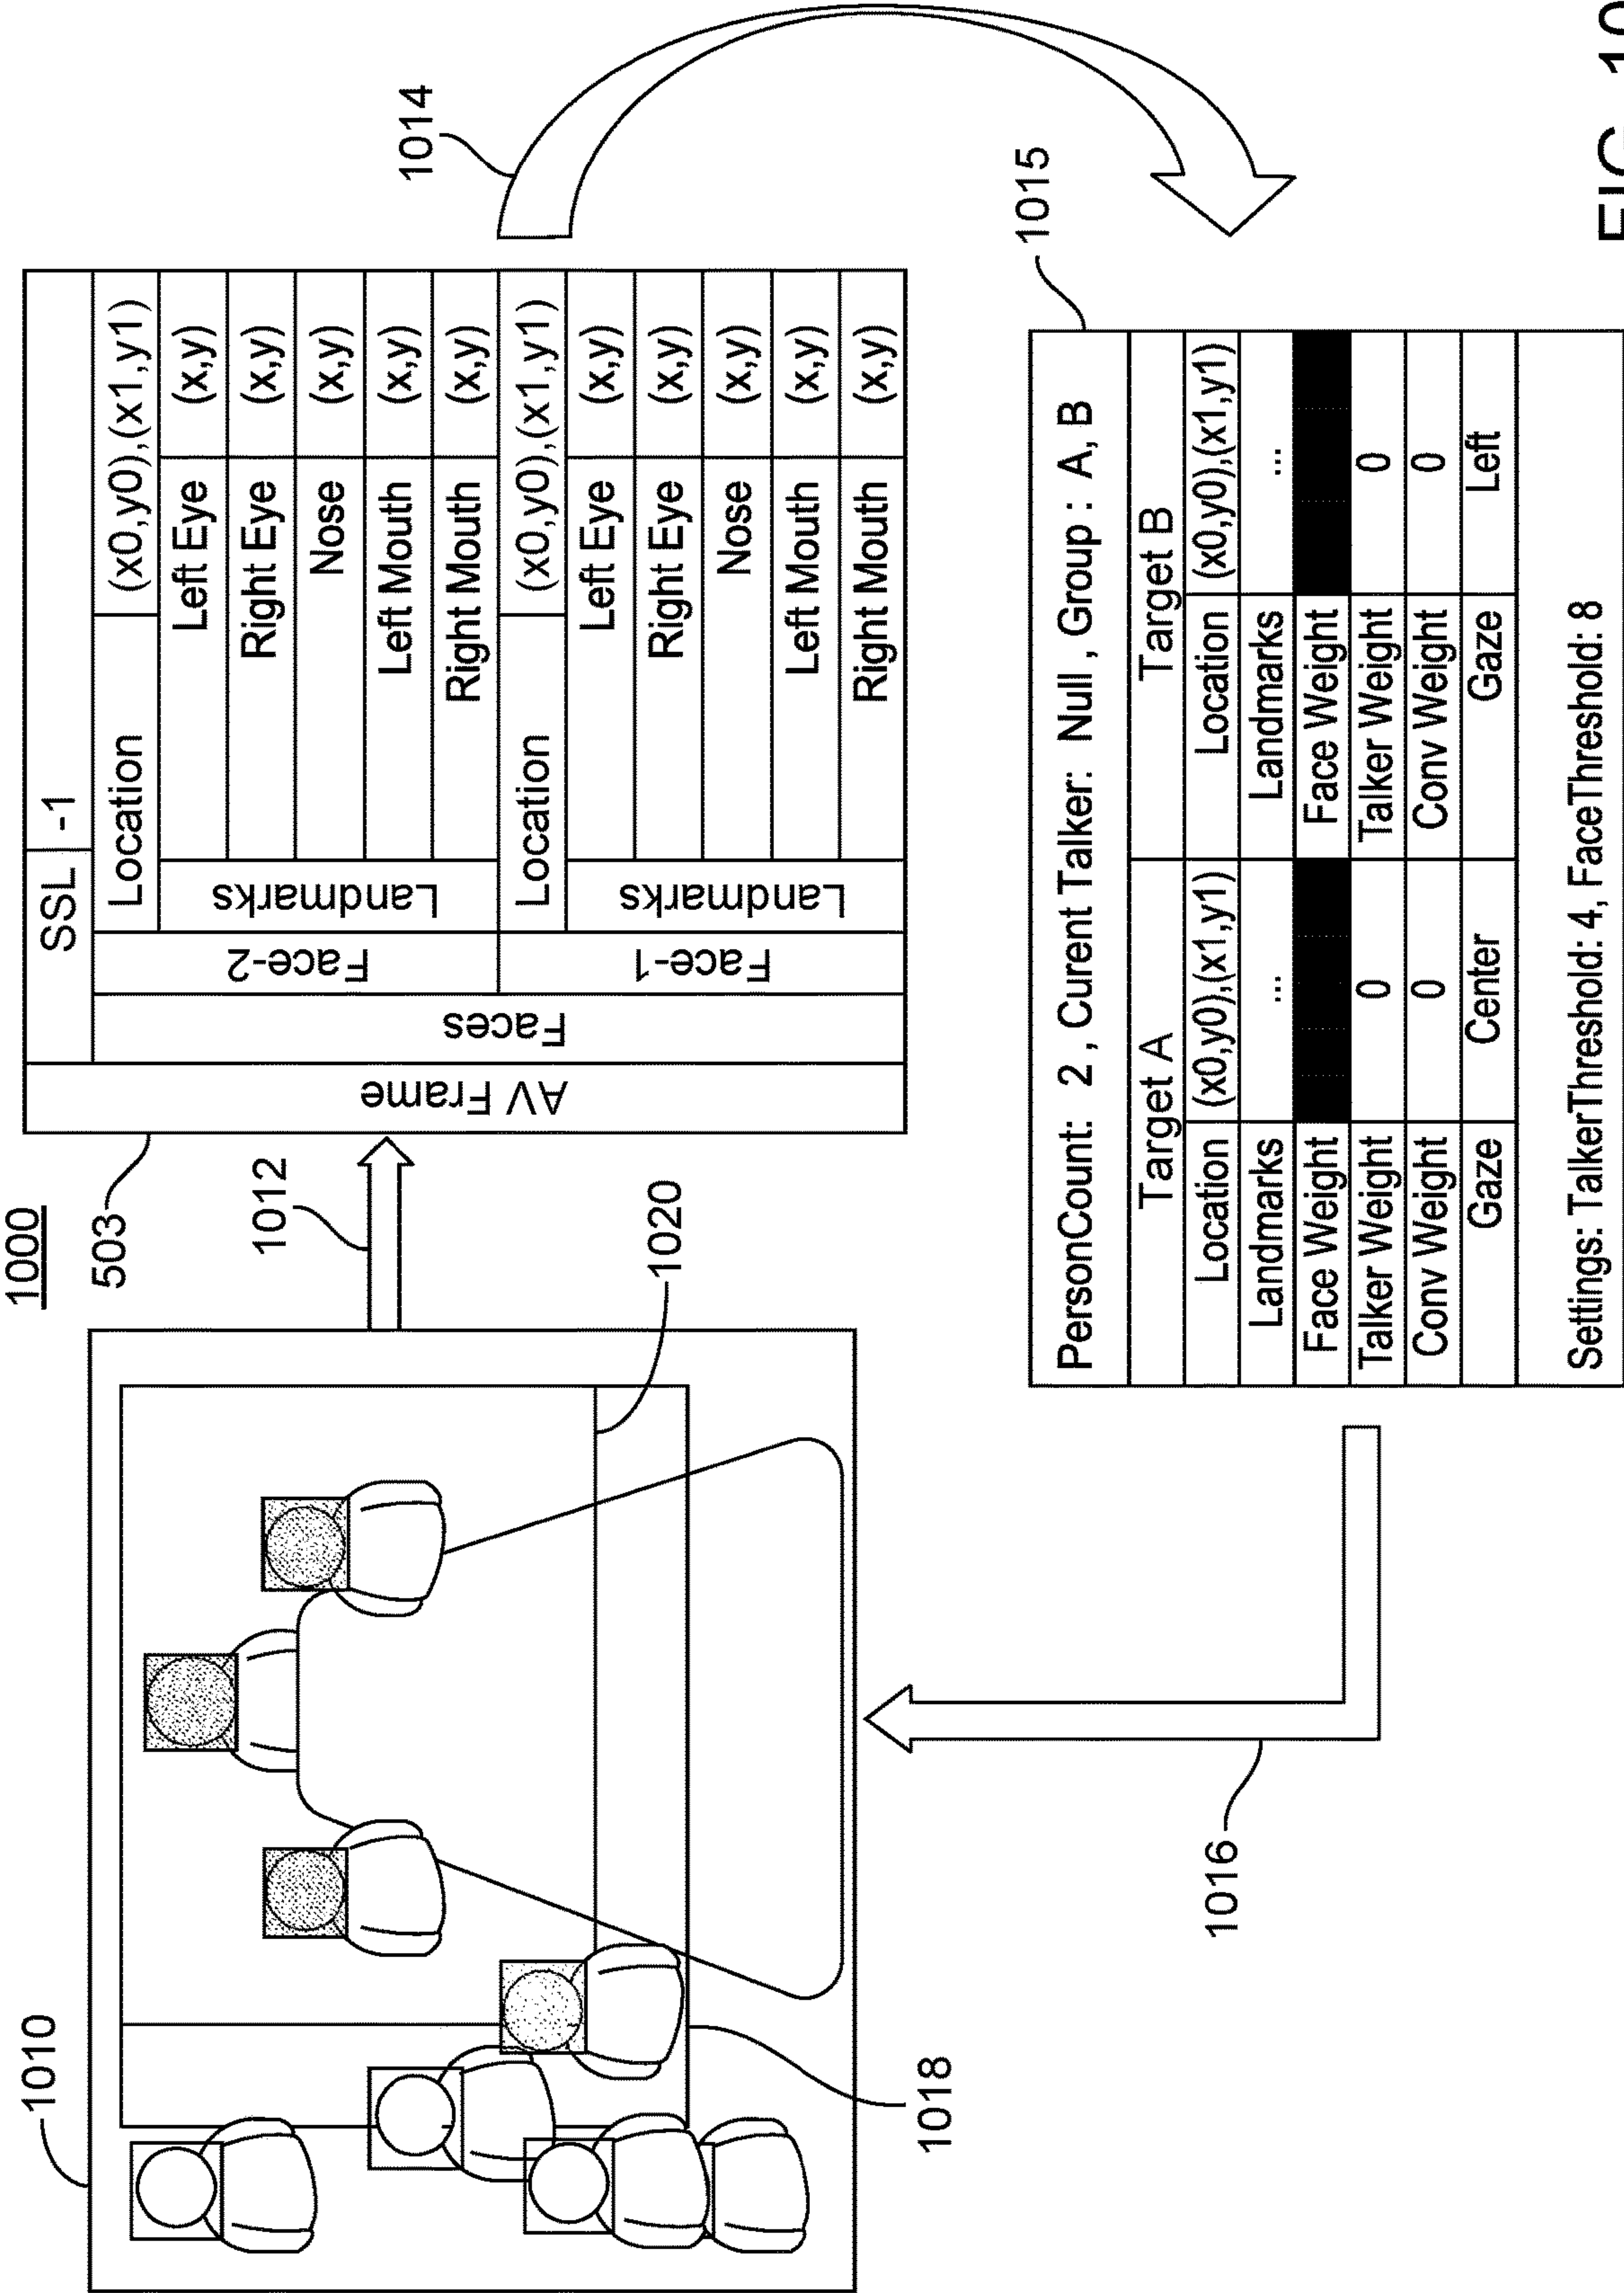 1000
1010
503
1012
1014
SSL -1
AV Frame
Faces
Face-2
Location (x0,y0),(x1,y1)
Landmarks
Left Eye (x,y)
Right Eye (x,y)
Nose (x,y)
Left Mouth (x,y)
Right Mouth (x,y)
Face-1
Location (x0,y0),(x1,y1)
Landmarks
Left Eye (x,y)
Right Eye (x,y)
Nose (x,y)
Left Mouth (x,y)
Right Mouth (x,y)
1020
1018
1016
1015
PersonCount: 2 , Curent Talker: Null , Group : A, B
Target A Target B
Location (x0,y0),(x1,y1) Location (x0,y0),(x1,y1)
Landmarks ... Landmarks ...
Face Weight Face Weight
Talker Weight 0 Talker Weight 0
Conv Weight 0 Conv Weight 0
Gaze Center Gaze Left
Settings: TalkerThreshold: 4, FaceThreshold: 8
FIG. 10